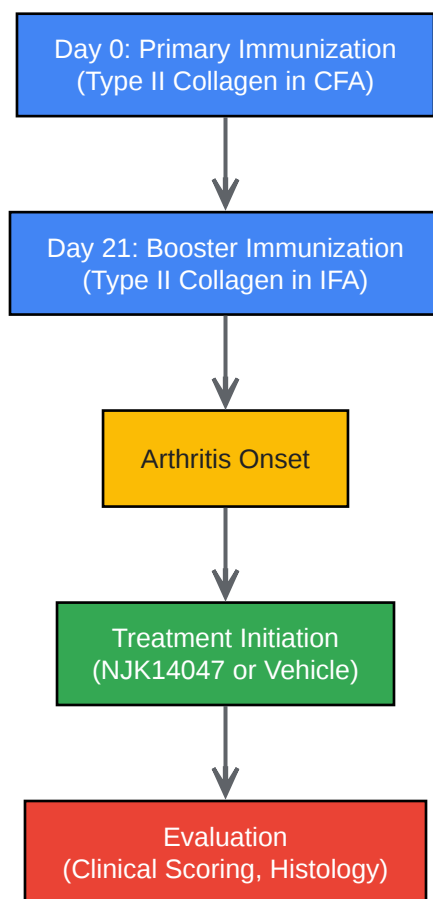 Day 0: Primary Immunization
(Type II Collagen in CFA)
Day 21: Booster Immunization
(Type II Collagen in IFA)
Arthritis Onset
Treatment Initiation
(NJK14047 or Vehicle)
Evaluation
(Clinical Scoring, Histology)